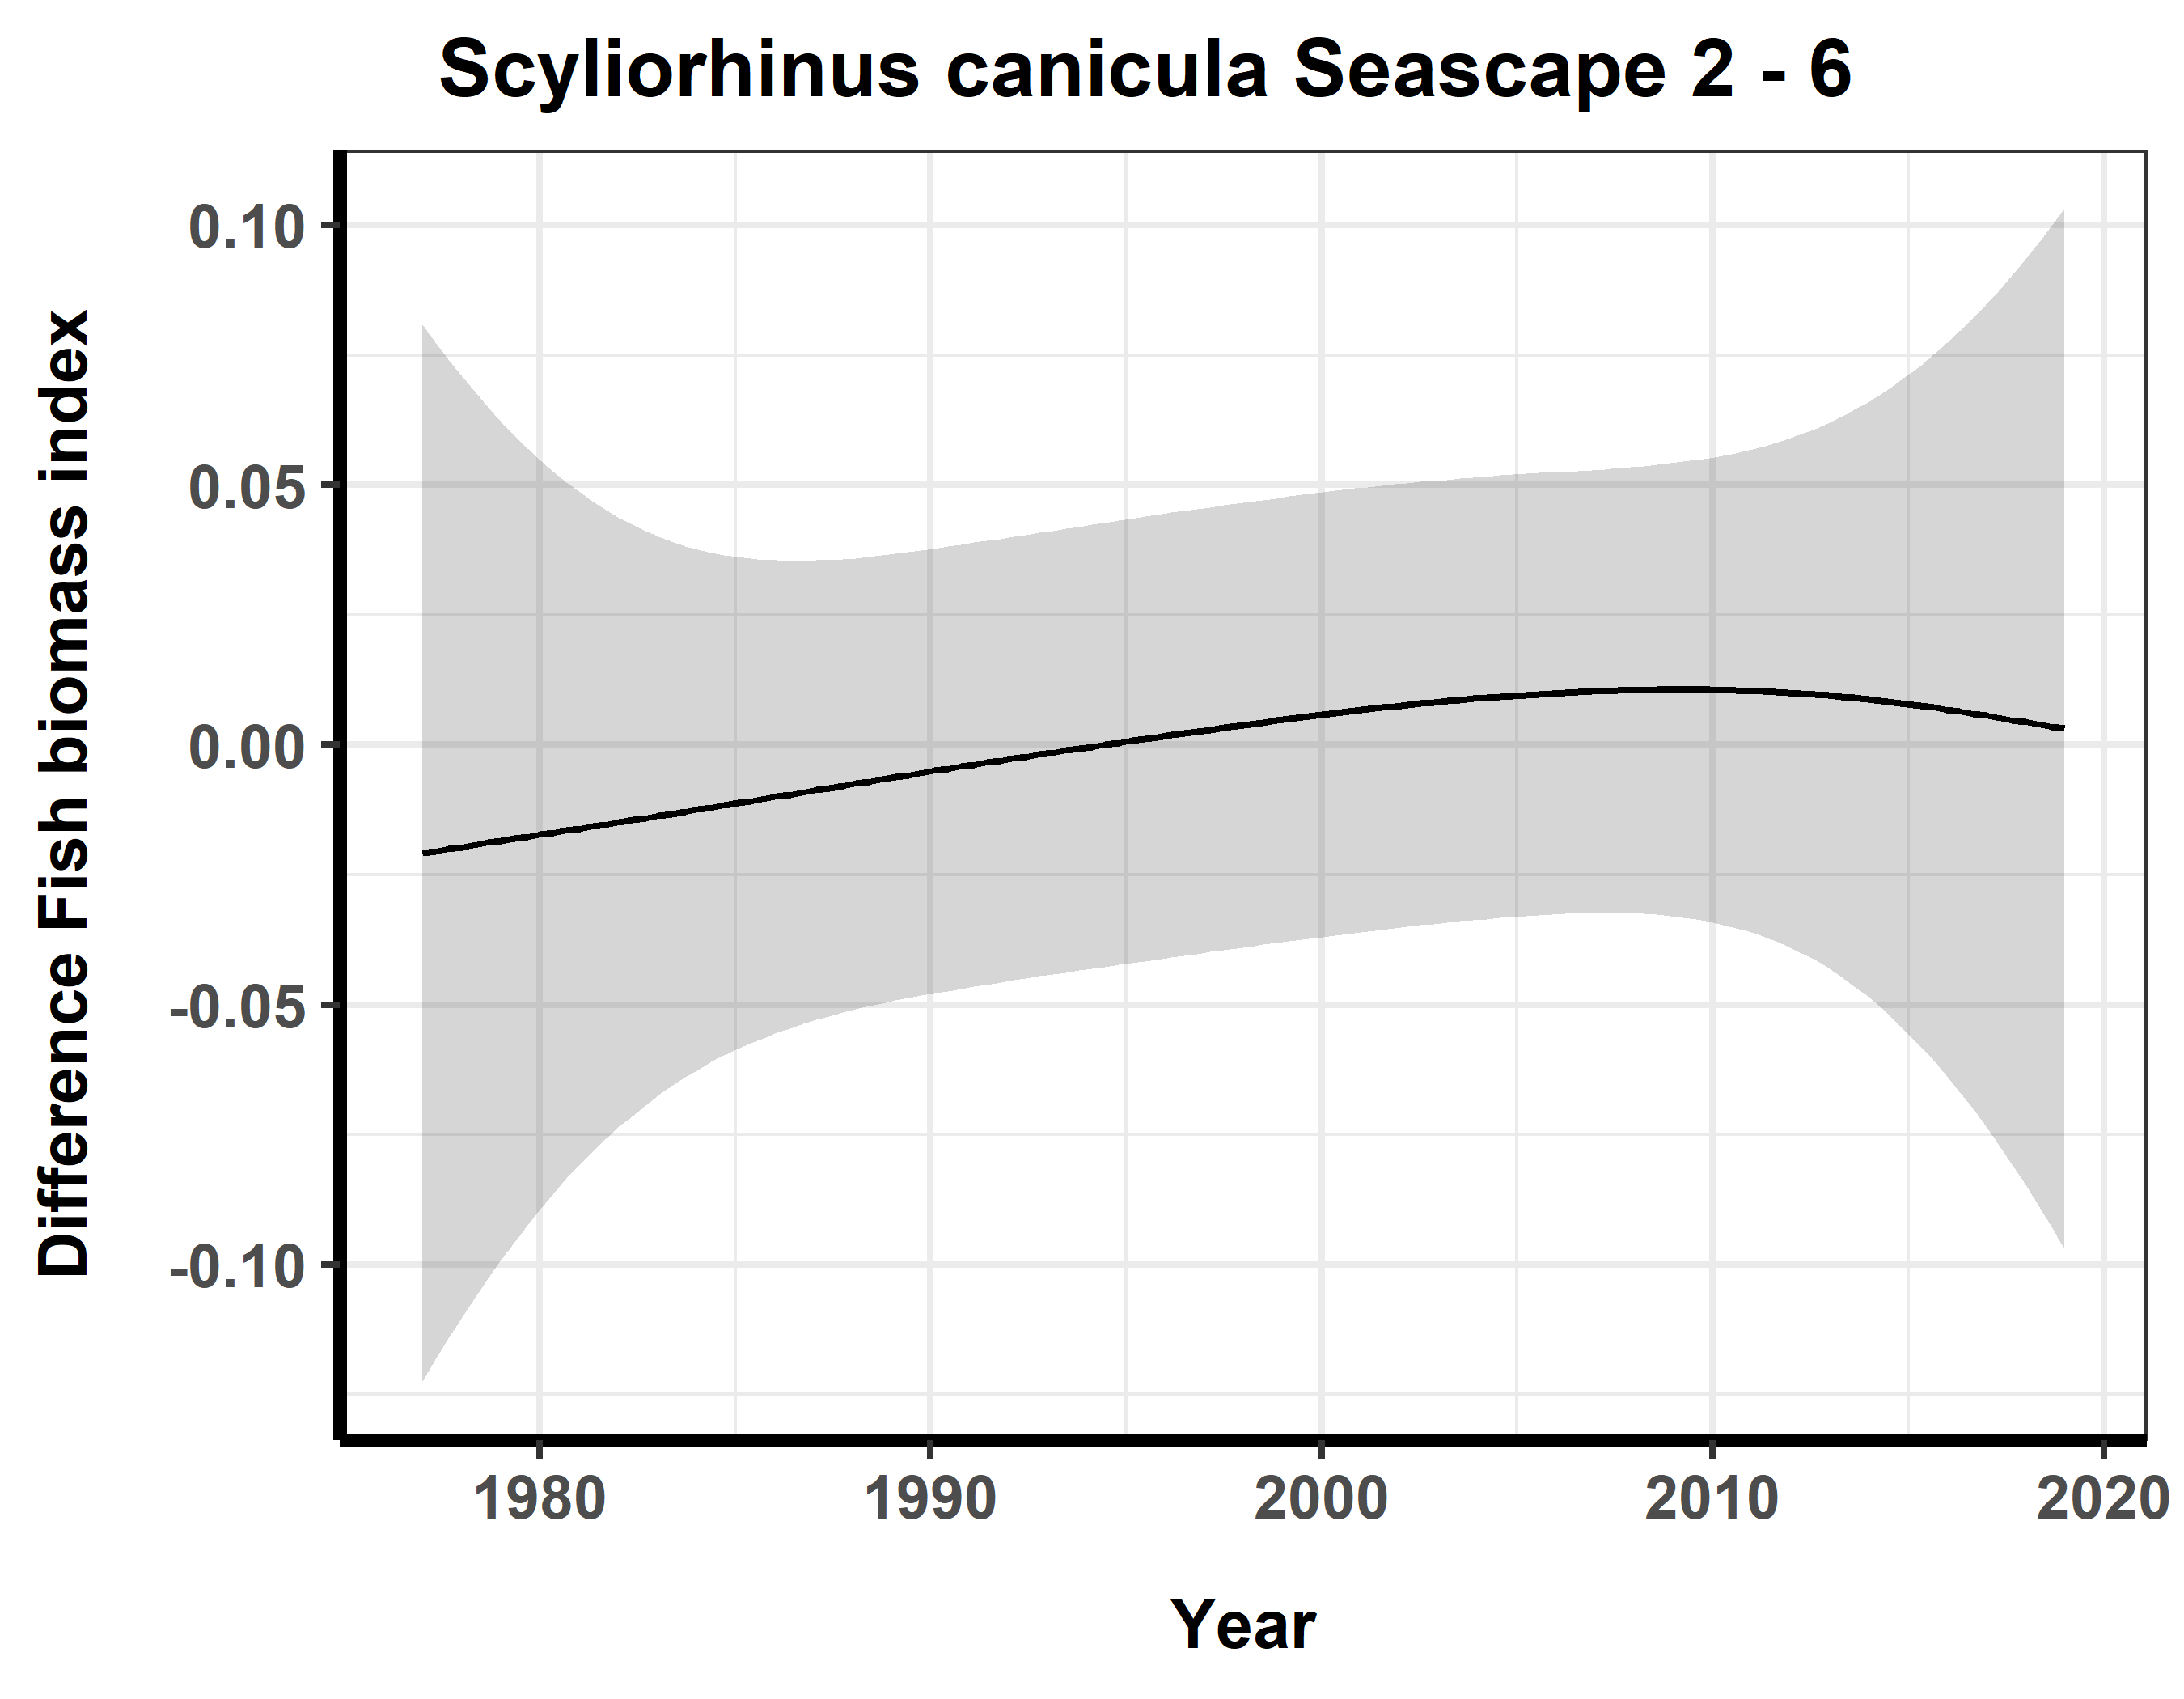 Scyliorhinus canicula Seascape 2 - 6
Difference Fish biomass index
0.10
0.05
0.00
-0.05
-0.10
1980 1990 2000 2010 2020
Year